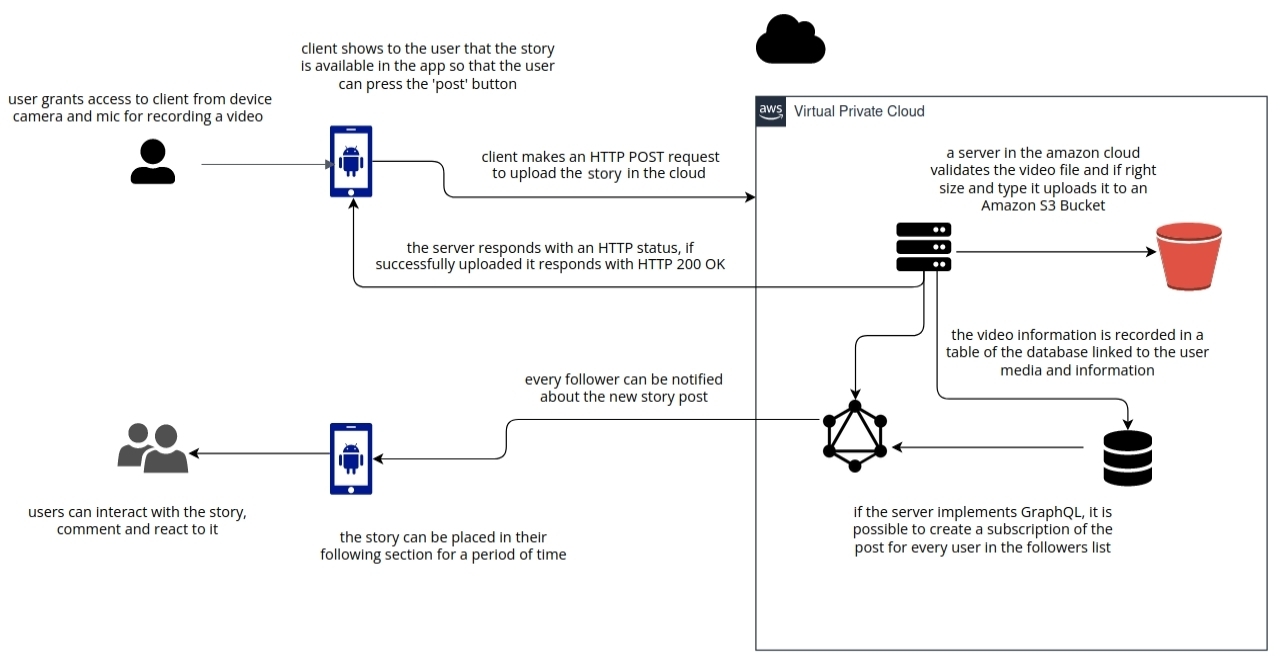 client shows to the user that the story
is available in the app so that the user
can press the 'post' button
user grants access to client from device
camera and mic for recording a video
aws
Virtual Private Cloud
client makes an HTTP POST request
to upload the story in the cloud
a server in the amazon cloud
validates the video file and if right
size and type it uploads it to an
Amazon S3 Bucket
the server responds with an HTTP status, if
successfully uploaded it responds with HTTP 200 OK
the video information is recorded in a
table of the database linked to the user
media and information
every follower can be notified
about the new story post
users can interact with the story,
comment and react to it
the story can be placed in their
following section for a period of time
if the server implements GraphQL, it is
possible to create a subscription of the
post for every user in the followers list